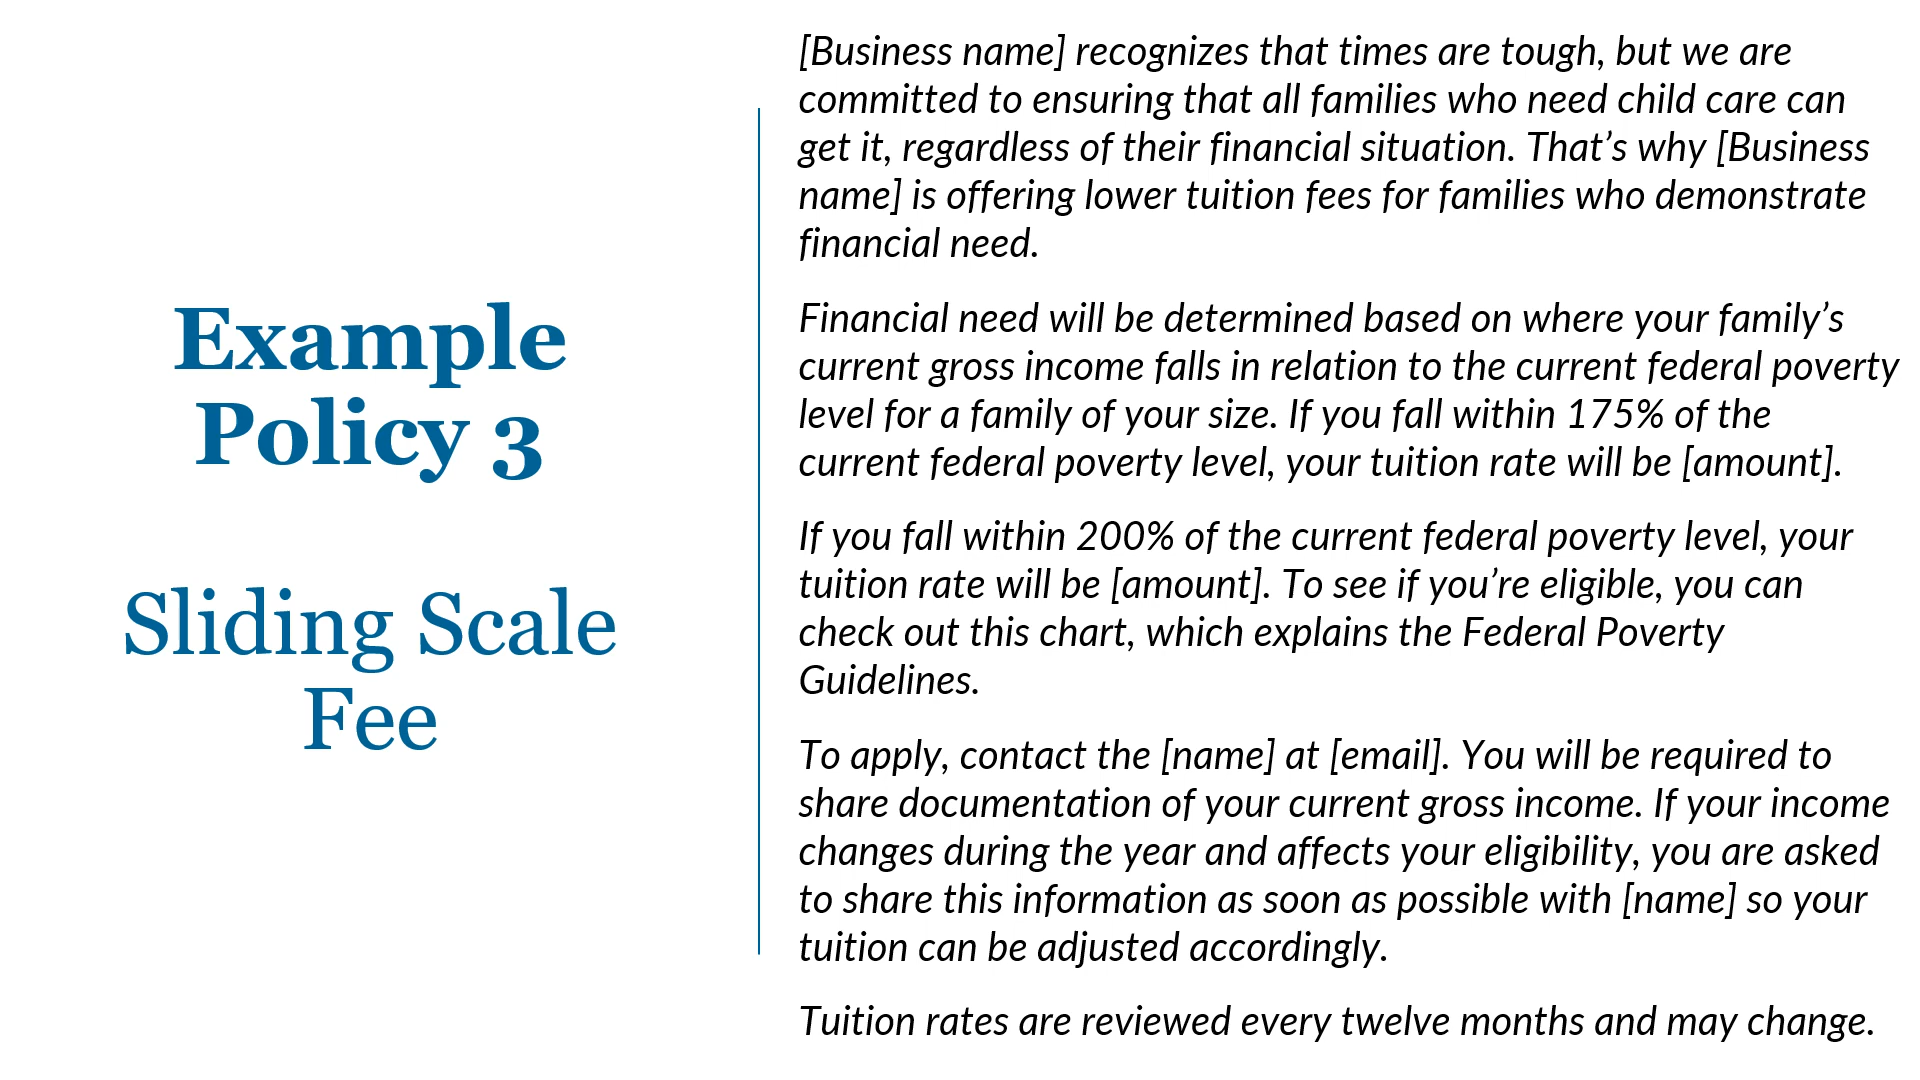 Example
Policy 3
Sliding Scale
Fee
[Business name] recognizes that times are tough, but we are
committed to ensuring that all families who need child care can
get it, regardless of their financial situation. That’s why [Business
name] is offering lower tuition fees for families who demonstrate
financial need.
Financial need will be determined based on where your family’s
current gross income falls in relation to the current federal poverty
level for a family of your size. If you fall within 175% of the
current federal poverty level, your tuition rate will be [amount].
If you fall within 200% of the current federal poverty level, your
tuition rate will be [amount]. To see if you’re eligible, you can
check out this chart, which explains the Federal Poverty
Guidelines.
To apply, contact the [name] at [email]. You will be required to
share documentation of your current gross income. If your income
changes during the year and affects your eligibility, you are asked
to share this information as soon as possible with [name] so your
tuition can be adjusted accordingly.
Tuition rates are reviewed every twelve months and may change.